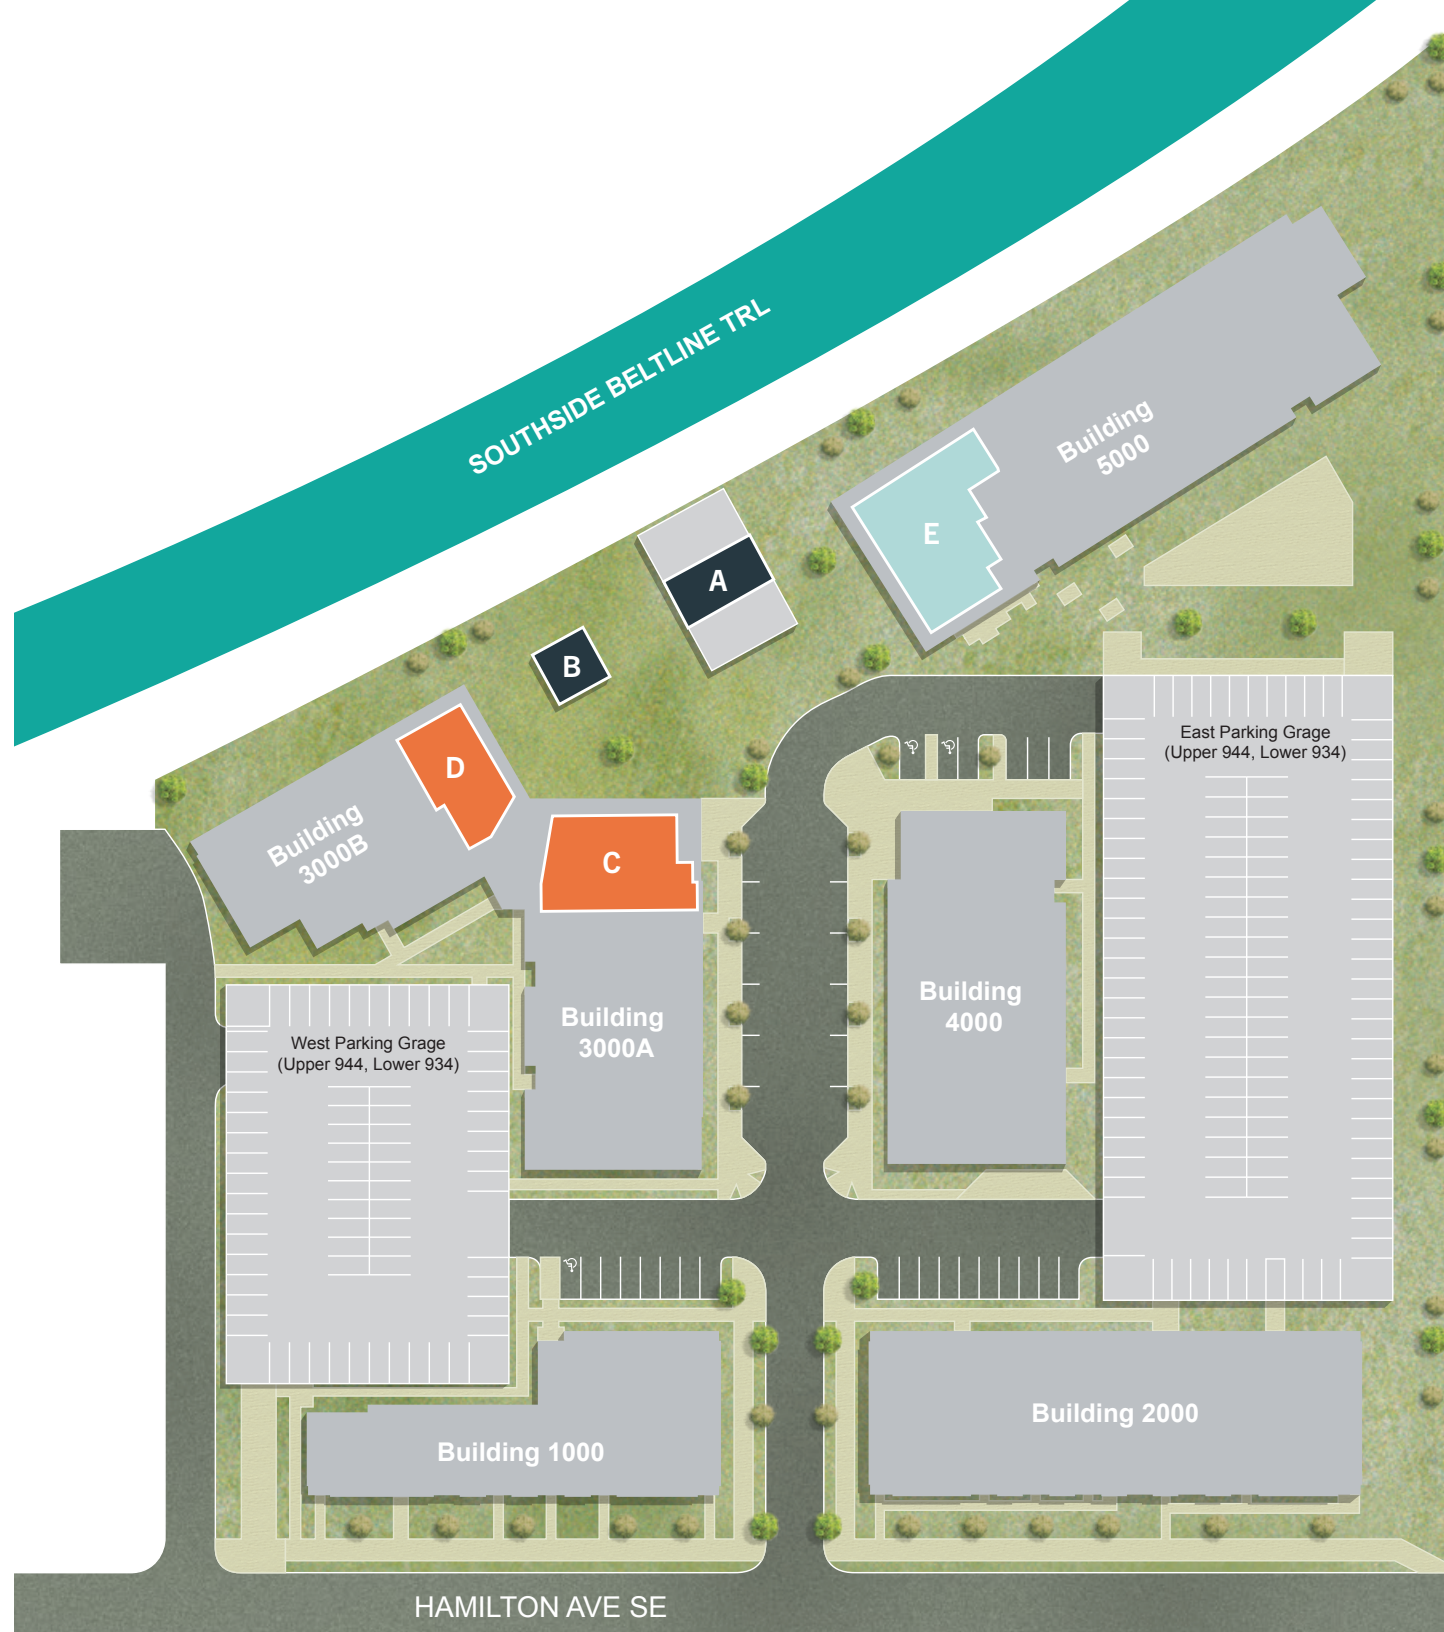 SOUTHSIDE BELTLINE TRL
Building
5000
E
A
B
D
Building
3000B
C
East Parking Grage
(Upper 944, Lower 934)
Building
4000
Building
3000A
West Parking Grage
(Upper 944, Lower 934)
Building 1000
Building 2000
HAMILTON AVE SE